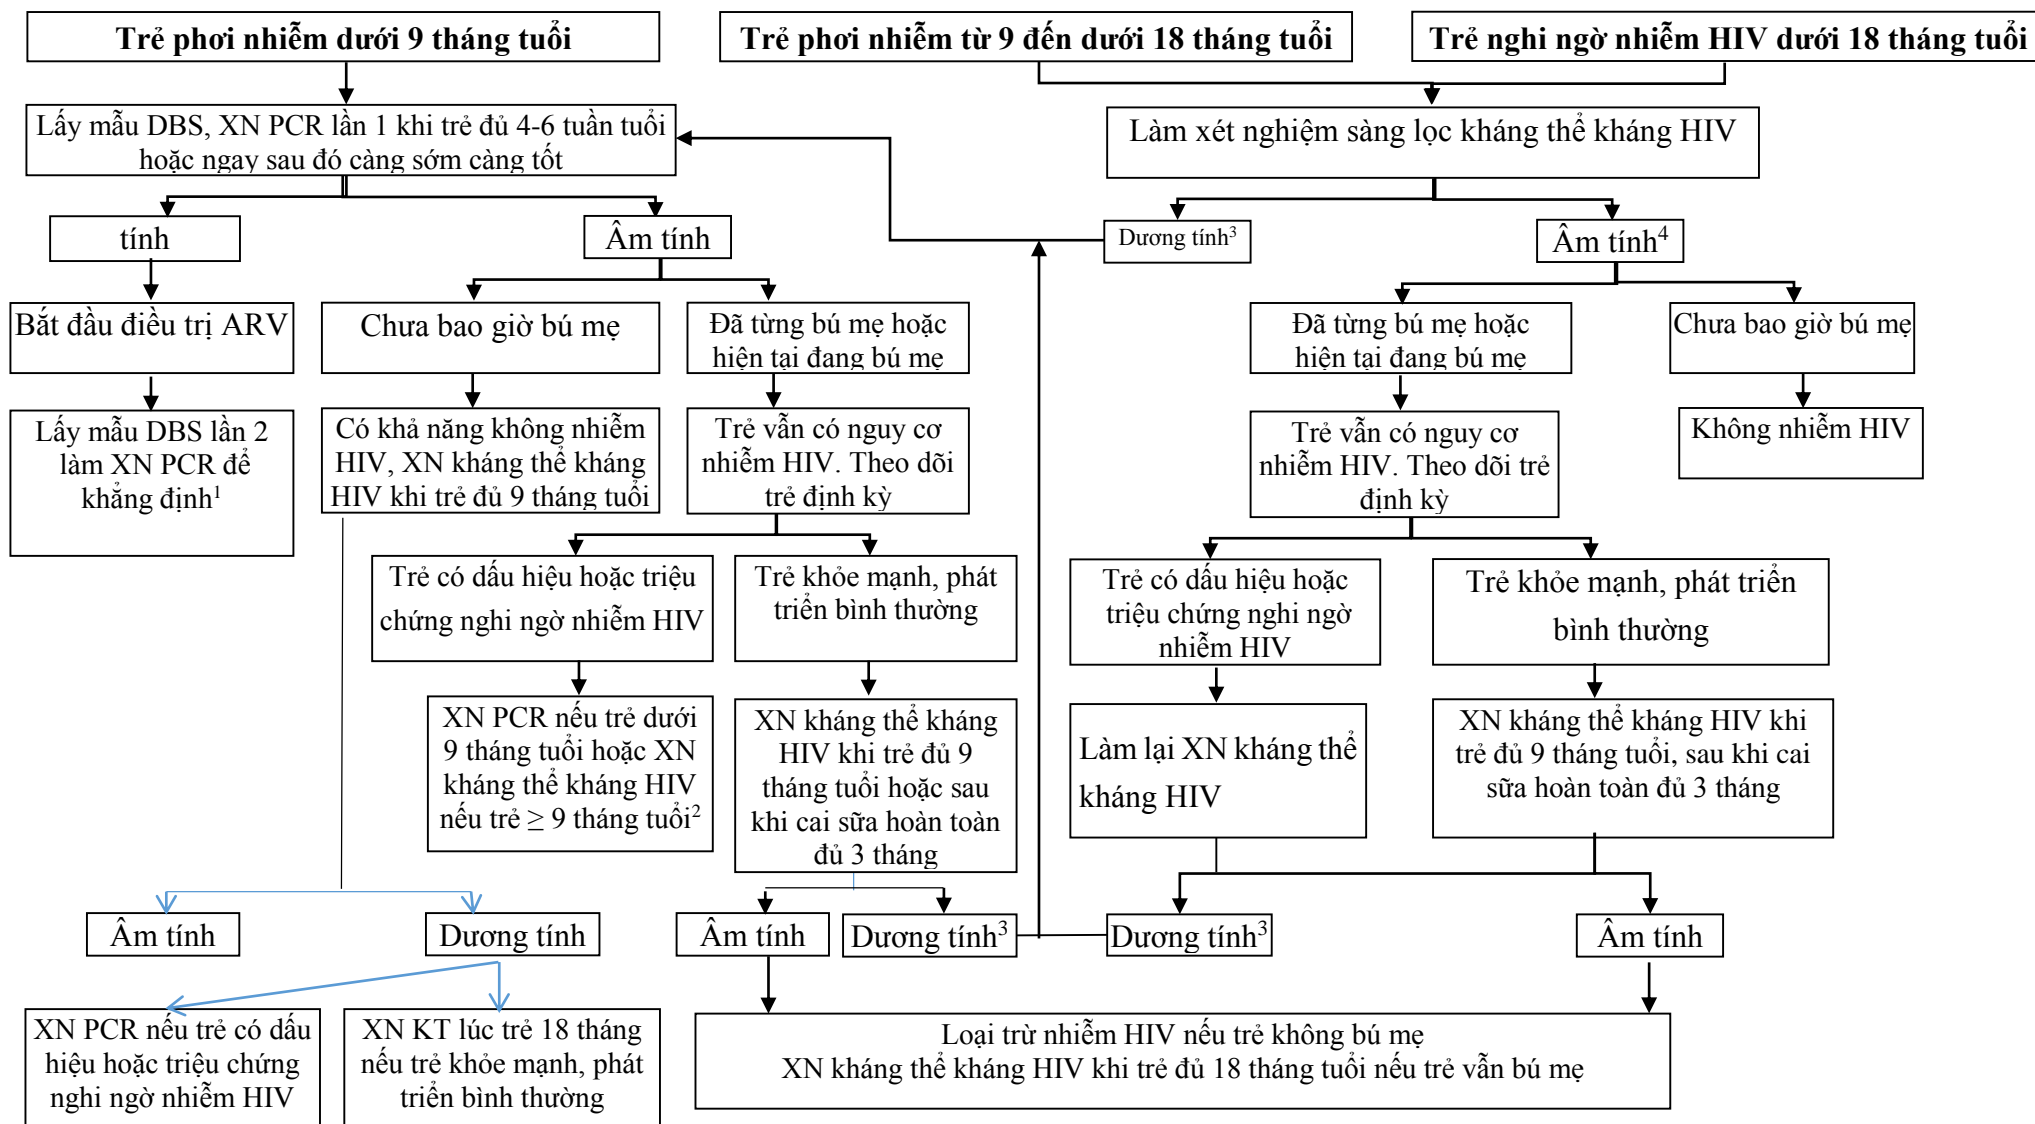 Trẻ phơi nhiễm dưới 9 tháng tuổi
Trẻ phơi nhiễm từ 9 đến dưới 18 tháng tuổi
Trẻ nghi ngờ nhiễm HIV dưới 18 tháng tuổi
Lấy mẫu DBS, XN PCR lần 1 khi trẻ đủ 4-6 tuần tuổi
hoặc ngay sau đó càng sớm càng tốt
Làm xét nghiệm sàng lọc kháng thể kháng HIV
tính
Âm tính
Dương tính³
Âm tính⁴
Bắt đầu điều trị ARV
Chưa bao giờ bú mẹ
Đã từng bú mẹ hoặc
hiện tại đang bú mẹ
Đã từng bú mẹ hoặc
hiện tại đang bú mẹ
Chưa bao giờ bú mẹ
Lấy mẫu DBS lần 2
làm XN PCR để
khẳng định¹
Có khả năng không nhiễm
HIV, XN kháng thể kháng
HIV khi trẻ đủ 9 tháng tuổi
Trẻ vẫn có nguy cơ
nhiễm HIV. Theo dõi
trẻ định kỳ
Trẻ vẫn có nguy cơ
nhiễm HIV. Theo dõi trẻ
định kỳ
Không nhiễm HIV
Trẻ có dấu hiệu hoặc triệu
chứng nghi ngờ nhiễm HIV
Trẻ khỏe mạnh, phát
triển bình thường
Trẻ có dấu hiệu hoặc
triệu chứng nghi ngờ
nhiễm HIV
Trẻ khỏe mạnh, phát triển
bình thường
XN PCR nếu trẻ dưới
9 tháng tuổi hoặc XN
kháng thể kháng HIV
nếu trẻ ≥ 9 tháng tuổi²
XN kháng thể kháng
HIV khi trẻ đủ 9
tháng tuổi hoặc sau
khi cai sữa hoàn toàn
đủ 3 tháng
Làm lại XN kháng thể
kháng HIV
XN kháng thể kháng HIV khi
trẻ đủ 9 tháng tuổi, sau khi cai
sữa hoàn toàn đủ 3 tháng
Âm tính
Dương tính
Âm tính
Dương tính³
Dương tính³
Âm tính
XN PCR nếu trẻ có dấu
hiệu hoặc triệu chứng
nghi ngờ nhiễm HIV
XN KT lúc trẻ 18 tháng
nếu trẻ khỏe mạnh, phát
triển bình thường
Loại trừ nhiễm HIV nếu trẻ không bú mẹ
XN kháng thể kháng HIV khi trẻ đủ 18 tháng tuổi nếu trẻ vẫn bú mẹ